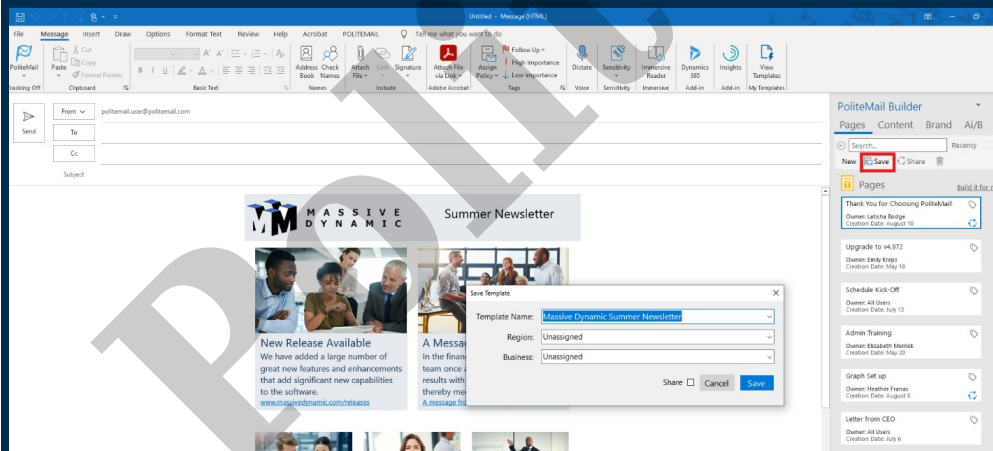 Untitled - Message (HTML)
File Message Insert Draw Options Format Text Review Help Acrobat POLITEMAIL Tell me what you want to do
PoliteMail
Tracking Off
Paste
Cut
Copy
Format Painter
Clipboard
B I U
Basic Text
Address Book
Check Names
Names
Attach File
Link
Signature
Include
Attach File via Link
Adobe Acrobat
Assign Policy
Follow Up
High Importance
Low Importance
Tags
Dictate
Voice
Sensitivity
Sensitivity
Immersive Reader
Immersive
Dynamics 365
Add-in
Insights
Add-in
View Templates
My Templates
Send
From politemail.user@politemail.com
To
Cc
Subject
MASSIVE
DYNAMIC
Summer Newsletter
New Release Available
We have added a large number of
great new features and enhancements
that add significant new capabilities
to the software.
www.massivedynamic.com/releases
A Messa
In the finan
team once a
results with
thereby me
A message fro
Save Template
Template Name: Massive Dynamic Summer Newsletter
Region: Unassigned
Business: Unassigned
Share Cancel Save
PoliteMail Builder
Pages Content Brand Ai/B
Search... Recency
New Save Share
Pages Build it for
Thank You for Choosing PoliteMail!
Owner: Latisha Bodge
Creation Date: August 10
Upgrade to v4.972
Owner: Emily Kreps
Creation Date: May 18
Schedule Kick-Off
Owner: All Users
Creation Date: July 13
Admin Training
Owner: Elizabeth Merrick
Creation Date: May 20
Graph Set up
Owner: Heather Franas
Creation Date: August 6
Letter from CEO
Owner: All Users
Creation Date: July 6